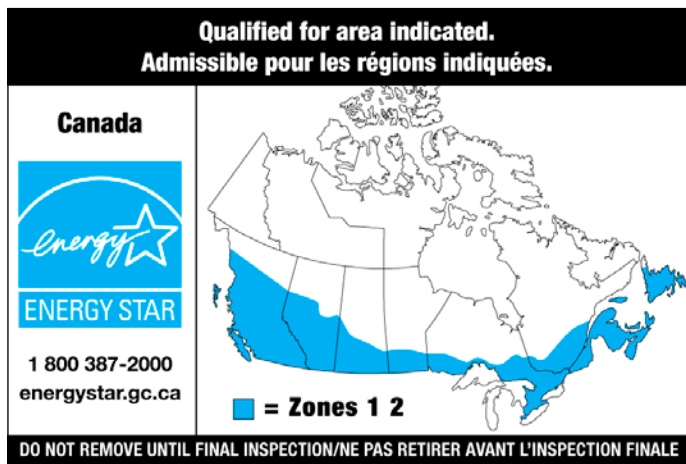 Qualified for area indicated.
Admissible pour les régions indiquées.
Canada
energy
ENERGY STAR
1 800 387-2000
energystar.gc.ca
= Zones 1 2
DO NOT REMOVE UNTIL FINAL INSPECTION/NE PAS RETIRER AVANT L'INSPECTION FINALE